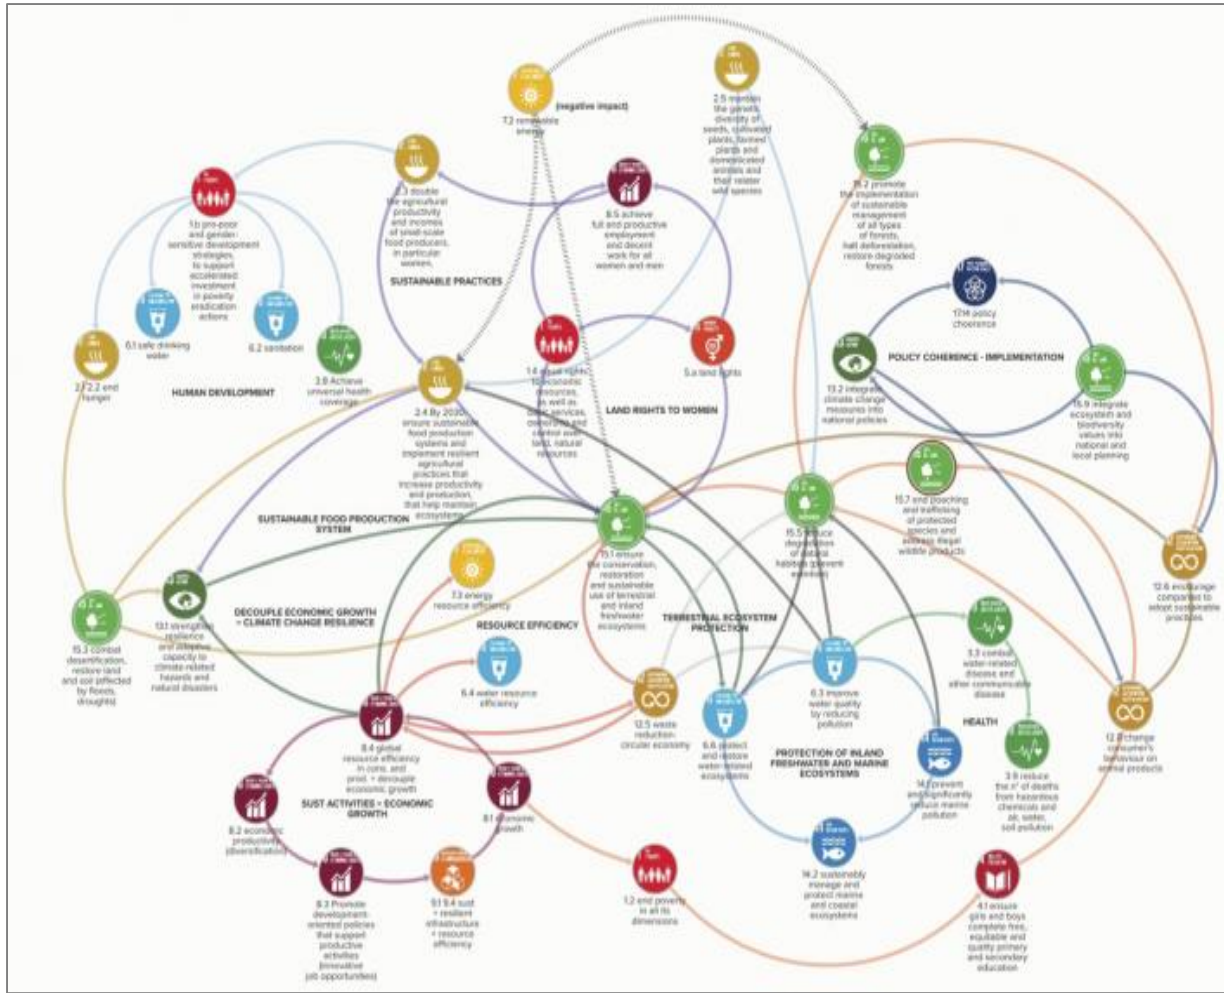 (negative impact)
7.2 renewable
energy
2.5 maintain
the genetic
diversity of
seeds, cultivated
plants, farmed
plants and
domesticated
animals and
their relater
wild species
15.2 promote
the implementation
of sustainable
management
of all types
of forests,
halt deforestation,
restore degraded
forests
2.3 double
the agricultural
productivity
and incomes
of small-scale
food producers,
in particular
women.
8.5 achieve
full and productive
employment
and decent
work for all
women and men
1.b pro-poor
and gender-
sensitive development
strategies,
to support
accelerated
investment
in poverty
eradication
actions
SUSTAINABLE PRACTICES
17.14 policy
choerence
6.1 safe drinking
water
6.2 sanitation
3.8 Achieve
universal health
coverage
2.1 2.2 end
hunger
HUMAN DEVELOPMENT
1.4 equal rights
to economic
resources,
as well as
services,
ownership and
control over
land, natural
resources
5.a land rights
LAND RIGHTS TO WOMEN
POLICY COHERENCE - IMPLEMENTATION
13.2 integrate
climate change
measures into
national policies
15.9 integrate
ecosystem and
biodiversity
values into
national and
local planning
2.4 By 2030
ensure sustainable
food production
systems and
implement resilient
agricultural
practices that
increase productivity
and production,
that help maintain
ecosystems
SUSTAINABLE FOOD PRODUCTION
SYSTEM
15.1 ensure
the conservation,
restoration
and sustainable
use of terrestrial
and inland
freshwater
ecosystems
15.5 reduce
degradation
of natural
habitats (prevent
extinction)
15.7 end poaching
and trafficking
of protected
species and
address illegal
wildlife products
12.6 encourage
companied to
adopt sustainable
practices
15.3 combat
desertification,
restore land
and soil (affected
by floods,
droughts)
13.1 strengthen
resilience
and adaptive
capacity to
climate-related
hazards and
natural disasters
DECOUPLE ECONOMIC GROWTH
= CLIMATE CHANGE RESILIENCE
7.3 energy
resource efficiency
RESOURCE EFFICIENCY
6.4 water resource
efficiency
TERRESTRIAL ECOSYSTEM
PROTECTION
3.3 combat
water-related
disease and
other communicable
disease
HEALTH
8.4 global
resource efficiency
in cons. and
prod. + decouple
economic growth
12.5 waste
reduction
circular economy
6.6 protect
and restore
water-related
ecosystems
6.3 improve
water quality
by reducing
pollution
PROTECTION OF INLAND
FRESHWATER AND MARINE
ECOSYSTEMS
14.1 prevent
and significantly
reduce marine
pollution
3.9 reduce
the n° of deaths
from hazardous
chemicals and
air, water,
soil pollution
12.8 change
consumer's
behaviour on
animal products
8.2 economic
productivity
(diversification)
SUST ACTIVITIES = ECONOMIC
GROWTH
8.1 economic
growth
8.3 Promote
development-
oriented policies
that support
productive
activities
(innovative
job opportunities)
9.1 9.4 sust
+ resilient
infrastructure
+ resource
efficiency
1.2 end poverty
in all its
dimensions
14.2 sustainably
manage and
protect marine
and coastal
ecosystems
4.1 ensure
girls and boys
complete free,
equitable and
quality primary
and secondary
education